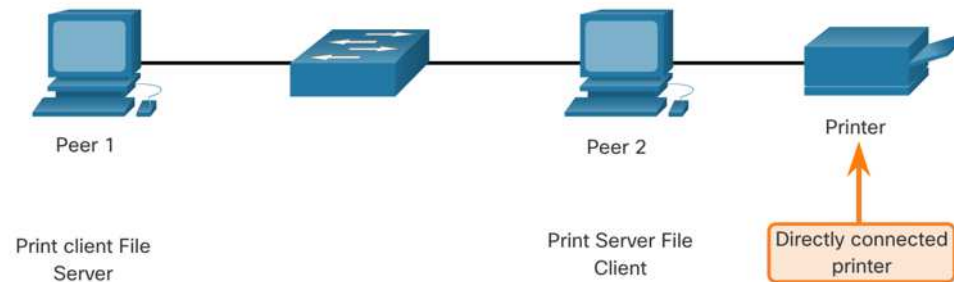 Peer 1
Peer 2
Printer
Print client File
Server
Print Server File
Client
Directly connected
printer